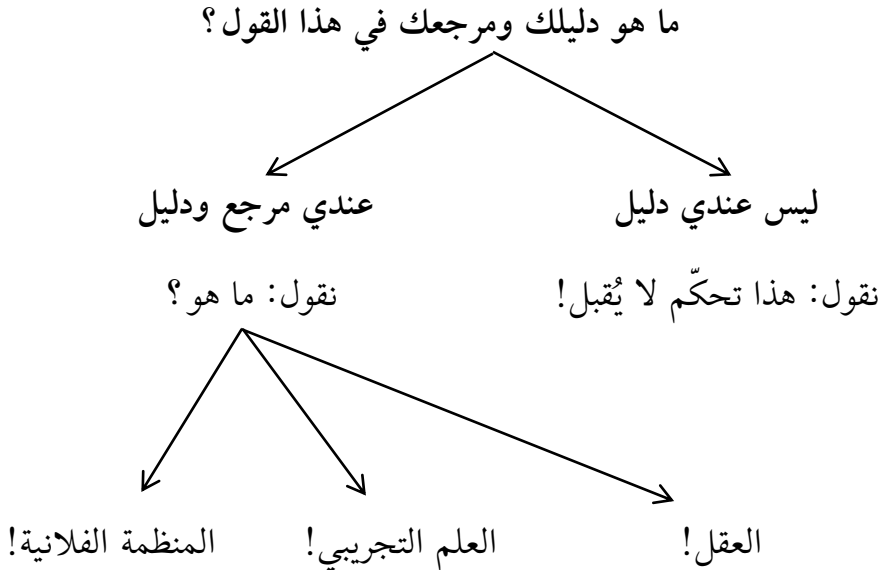 ما هو دليلك ومرجعك في هذا القول؟
ليس عندي دليل
عندي مرجع ودليل
نقول: هذا تحكّم لا يُقبل!
نقول: ما هو؟
العقل!
العلم التجريبي!
المنظمة الفلانية!